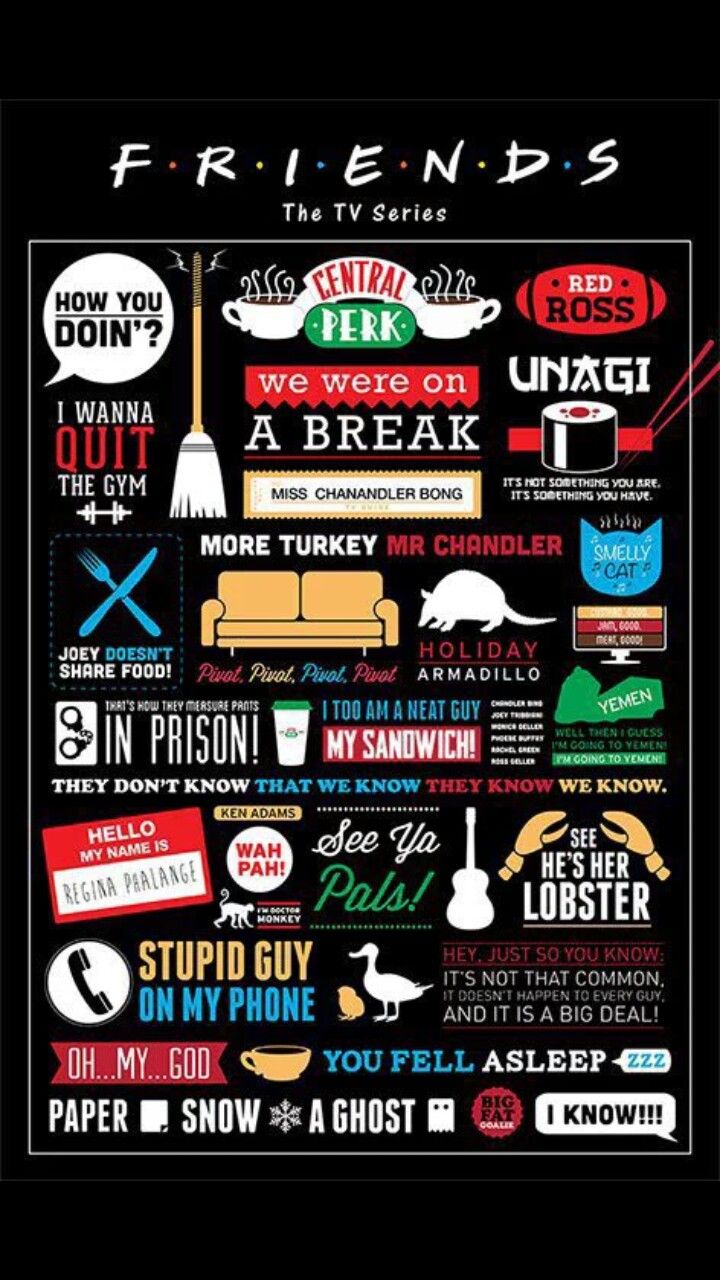 F·R·I·E·N·D·S
The TV Series
HOW YOU
DOIN'?
CENTRAL
PERK
RED
ROSS
we were on
A BREAK
UNAGI
IT'S NOT SOMETHING YOU ARE,
IT'S SOMETHING YOU HAVE.
I WANNA
QUIT
THE GYM
MISS CHANANDLER BONG
TV GUIDE
MORE TURKEY MR CHANDLER
SMELLY
CAT
JOEY DOESN'T
SHARE FOOD!
Pivot, Pivot, Pivot, Pivot
HOLIDAY
ARMADILLO
CUSTARD, GOOD.
JAM, GOOD.
MEAT, GOOD!
THAT'S HOW THEY MEASURE PANTS
IN PRISON!
I TOO AM A NEAT GUY
MY SANDWICH!
CHANDLER BING
JOEY TRIBBIANI
MONICA GELLER
PHOEBE BUFFAY
RACHEL GREEN
ROSS GELLER
YEMEN
WELL THEN I GUESS
I'M GOING TO YEMEN!
I'M GOING TO YEMEN!
THEY DON'T KNOW THAT WE KNOW THEY KNOW WE KNOW.
HELLO
MY NAME IS
REGINA PHALANGE
KEN ADAMS
WAH
PAH!
I'M DOCTOR
MONKEY
See Ya
Pals!
SEE
HE'S HER
LOBSTER
STUPID GUY
ON MY PHONE
HEY, JUST SO YOU KNOW:
IT'S NOT THAT COMMON,
IT DOESN'T HAPPEN TO EVERY GUY,
AND IT IS A BIG DEAL!
OH...MY...GOD
YOU FELL ASLEEP ZZZ
PAPER SNOW A GHOST
BIG
FAT
GOALIE
I KNOW!!!